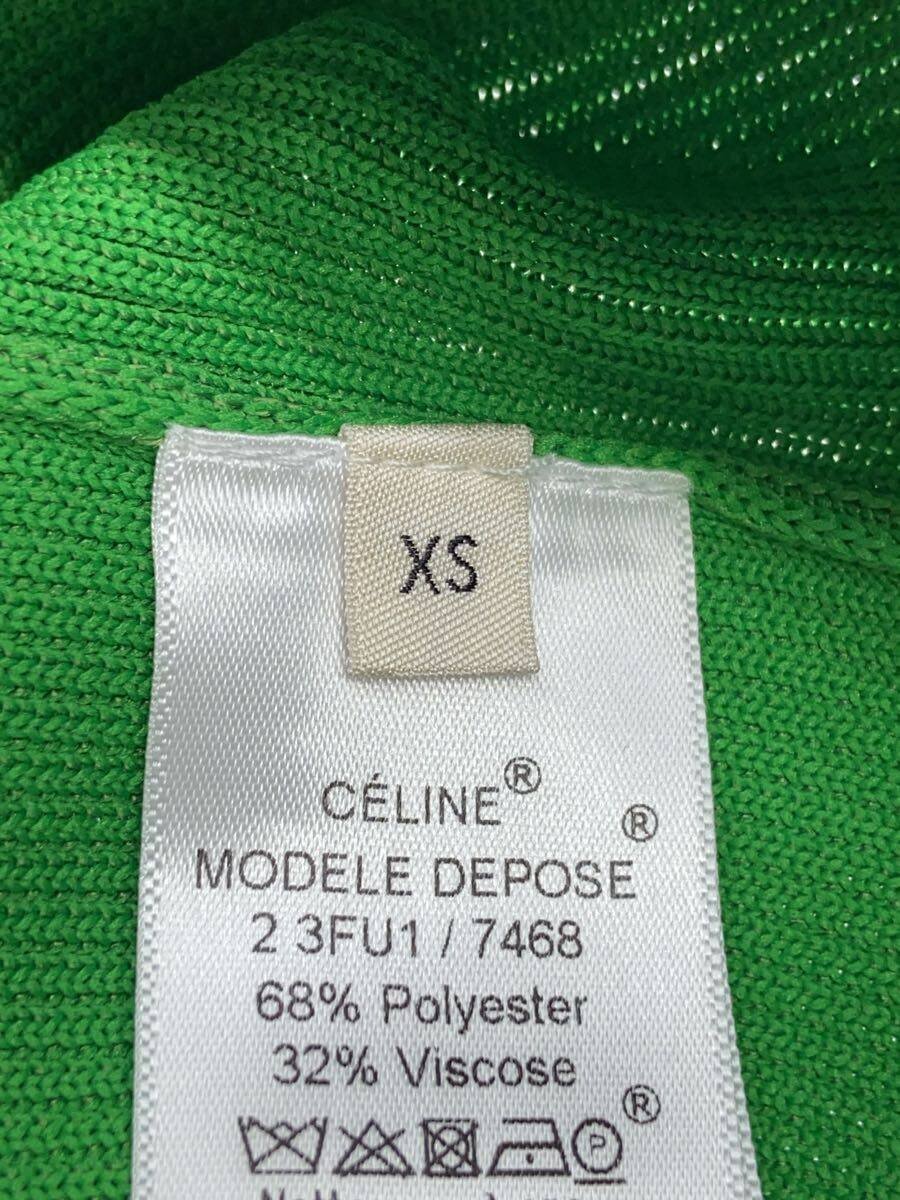 XS
CÉLINE®
MODELE DEPOSE®
2 3FU1 / 7468
68% Polyester
32% Viscose
®
P